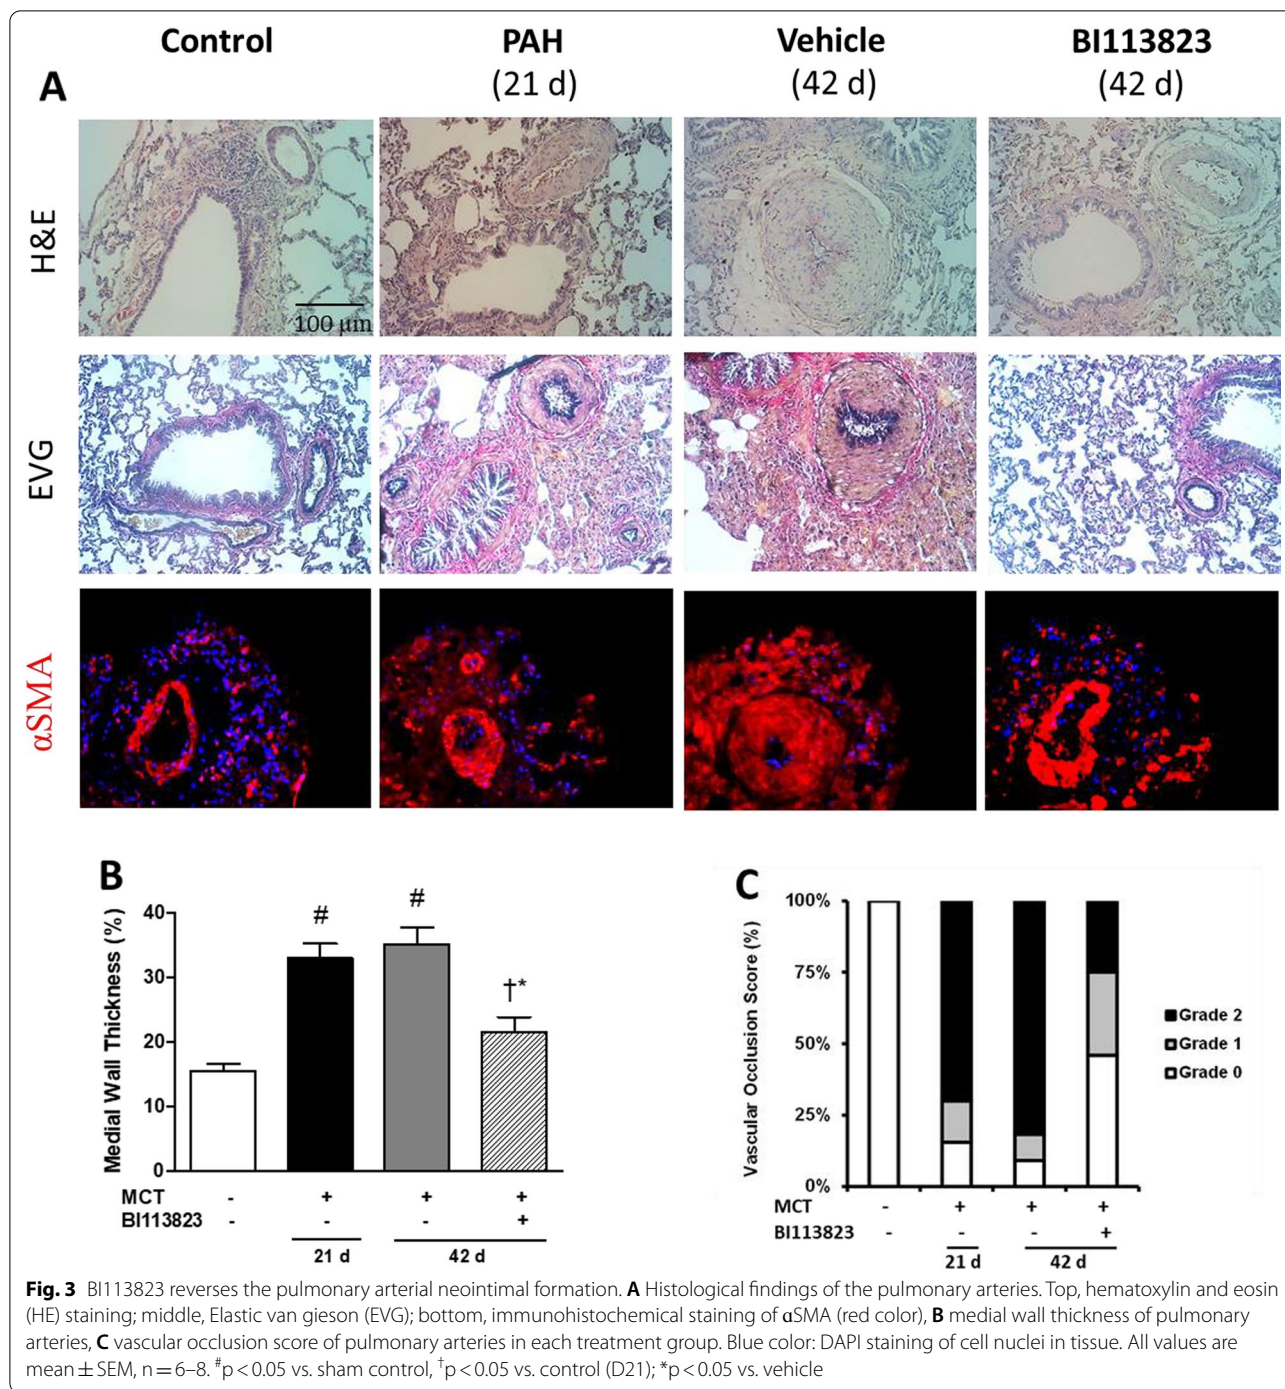 Control PAH Vehicle BI113823
(21 d) (42 d) (42 d)
A
H&E
100 μm
EVG
αSMA
B
Medial Wall Thickness (%)
40
30
20
10
0
#
#
†*
MCT - + + +
BI113823 - - - +
21 d 42 d
C
Vascular Occlusion Score (%)
100%
75%
50%
25%
0%
Grade 2
Grade 1
Grade 0
MCT - + + +
BI113823 - - - +
21 d 42 d
Fig. 3 BI113823 reverses the pulmonary arterial neointimal formation. A Histological findings of the pulmonary arteries. Top, hematoxylin and eosin
(HE) staining; middle, Elastic van gieson (EVG); bottom, immunohistochemical staining of αSMA (red color), B medial wall thickness of pulmonary
arteries, C vascular occlusion score of pulmonary arteries in each treatment group. Blue color: DAPI staining of cell nuclei in tissue. All values are
mean ± SEM, n = 6–8. #p < 0.05 vs. sham control, †p < 0.05 vs. control (D21); *p < 0.05 vs. vehicle